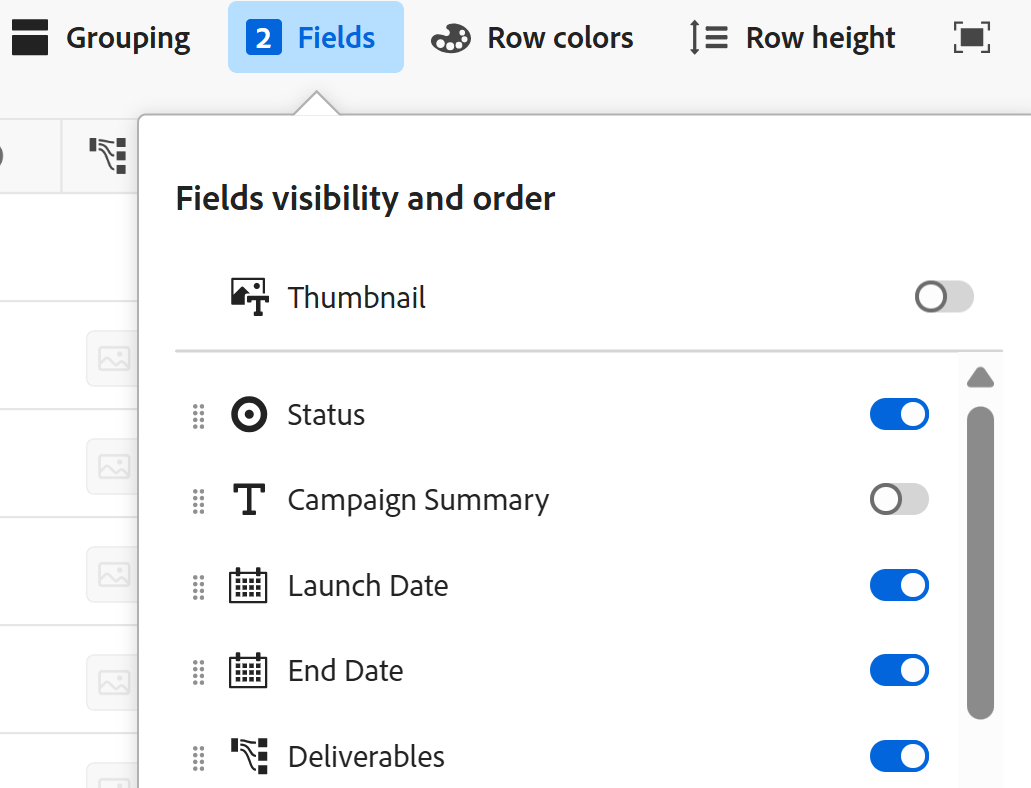 Grouping 2 Fields Row colors Row height
Fields visibility and order
Thumbnail
Status
Campaign Summary
Launch Date
End Date
Deliverables